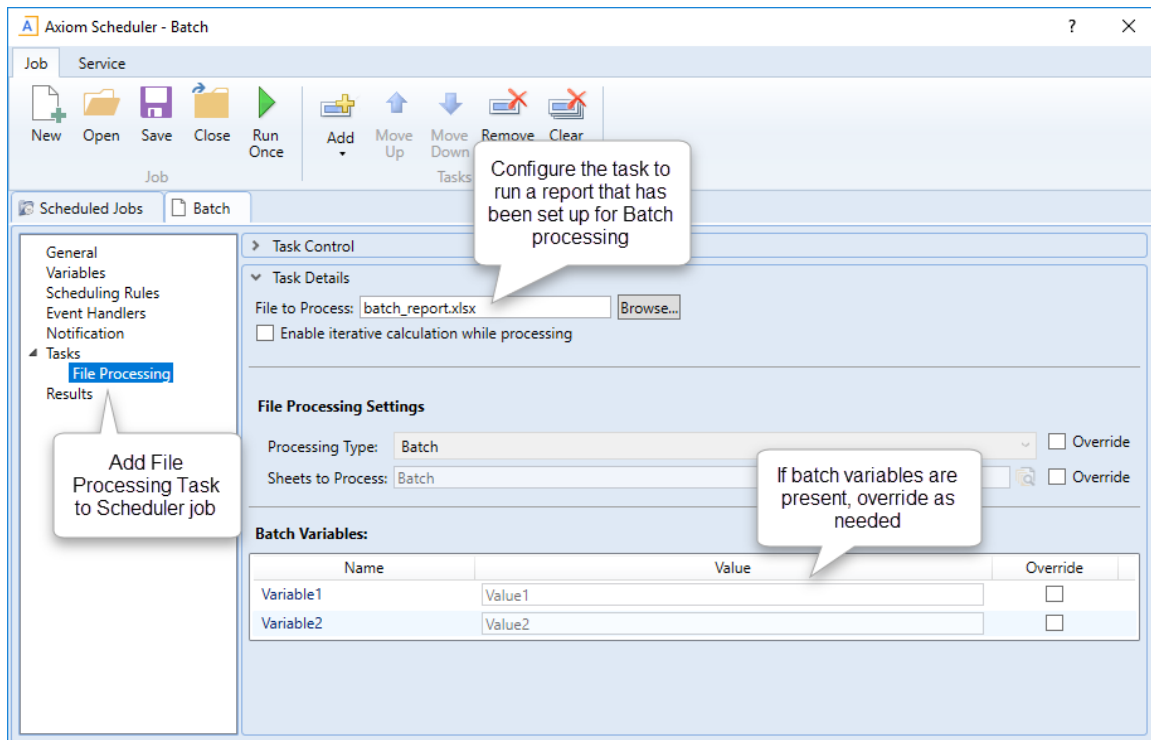 A Axiom Scheduler - Batch ? ×
Job Service
New Open Save Close Run Once Add Move Up Move Down Remove Clear
Job Tasks
Configure the task to
run a report that has
been set up for Batch
processing
Scheduled Jobs Batch
General
Variables
Scheduling Rules
Event Handlers
Notification
Tasks
File Processing
Results
Add File
Processing Task
to Scheduler job
Task Control
Task Details
File to Process: batch_report.xlsx Browse...
Enable iterative calculation while processing
File Processing Settings
Processing Type: Batch Override
Sheets to Process: Batch Override
If batch variables are
present, override as
needed
Batch Variables:
Name Value Override
Variable1 Value1
Variable2 Value2